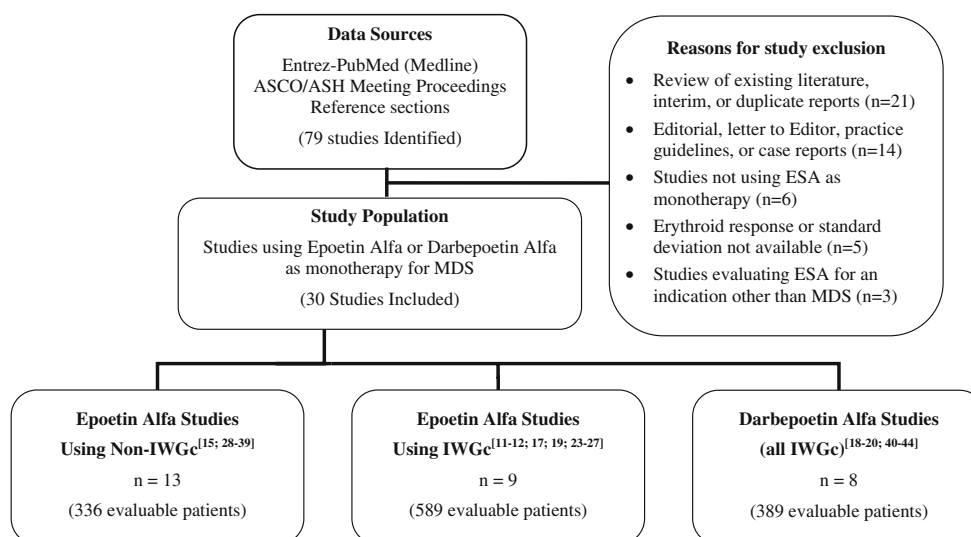 Data Sources
Entrez-PubMed (Medline)
ASCO/ASH Meeting Proceedings
Reference sections
(79 studies Identified)
Reasons for study exclusion
• Review of existing literature,
interim, or duplicate reports (n=21)
• Editorial, letter to Editor, practice
guidelines, or case reports (n=14)
• Studies not using ESA as
monotherapy (n=6)
• Erythroid response or standard
deviation not available (n=5)
• Studies evaluating ESA for an
indication other than MDS (n=3)
Study Population
Studies using Epoetin Alfa or Darbepoetin Alfa
as monotherapy for MDS
(30 Studies Included)
Epoetin Alfa Studies
Using Non-IWGc[15; 28-39]
n = 13
(336 evaluable patients)
Epoetin Alfa Studies
Using IWGc[11-12; 17; 19; 23-27]
n = 9
(589 evaluable patients)
Darbepoetin Alfa Studies
(all IWGc)[18-20; 40-44]
n = 8
(389 evaluable patients)